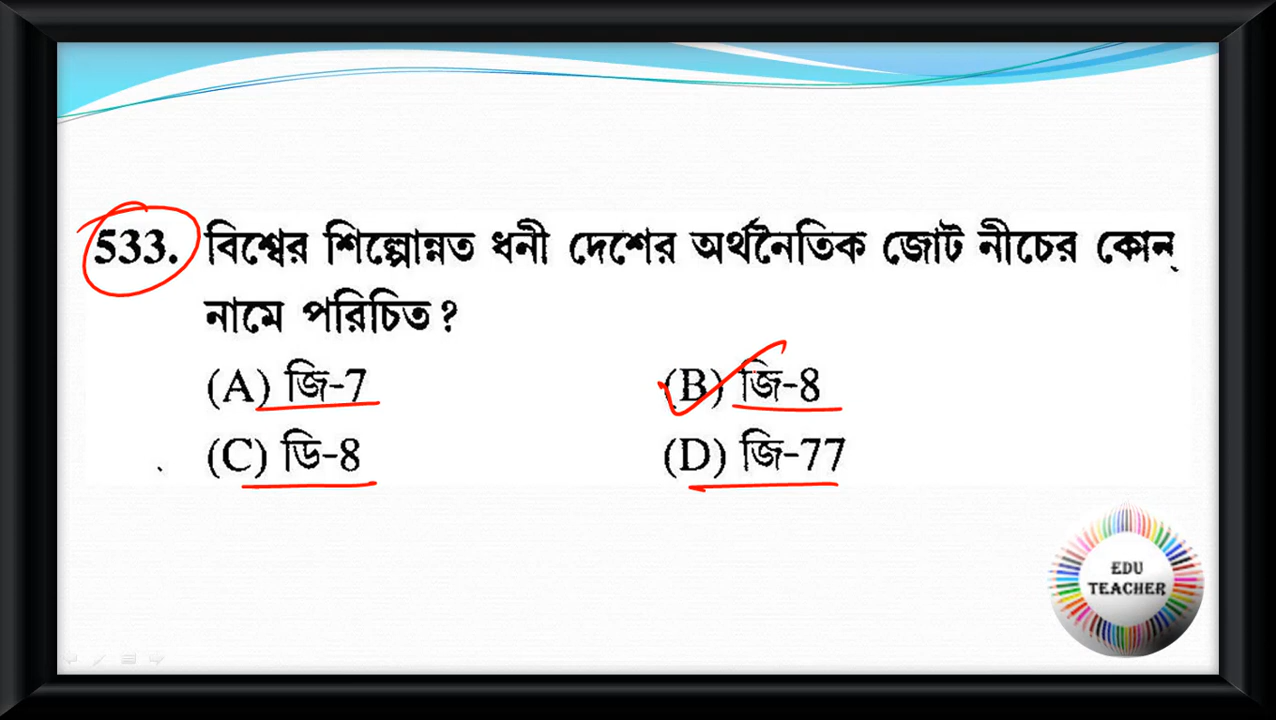 533. বিশ্বের শিল্পোন্নত ধনী দেশের অর্থনৈতিক জোট নীচের কোন্
নামে পরিচিত?
(A) জি-7 (B) জি-8
(C) ডি-8 (D) জি-77
EDU
TEACHER